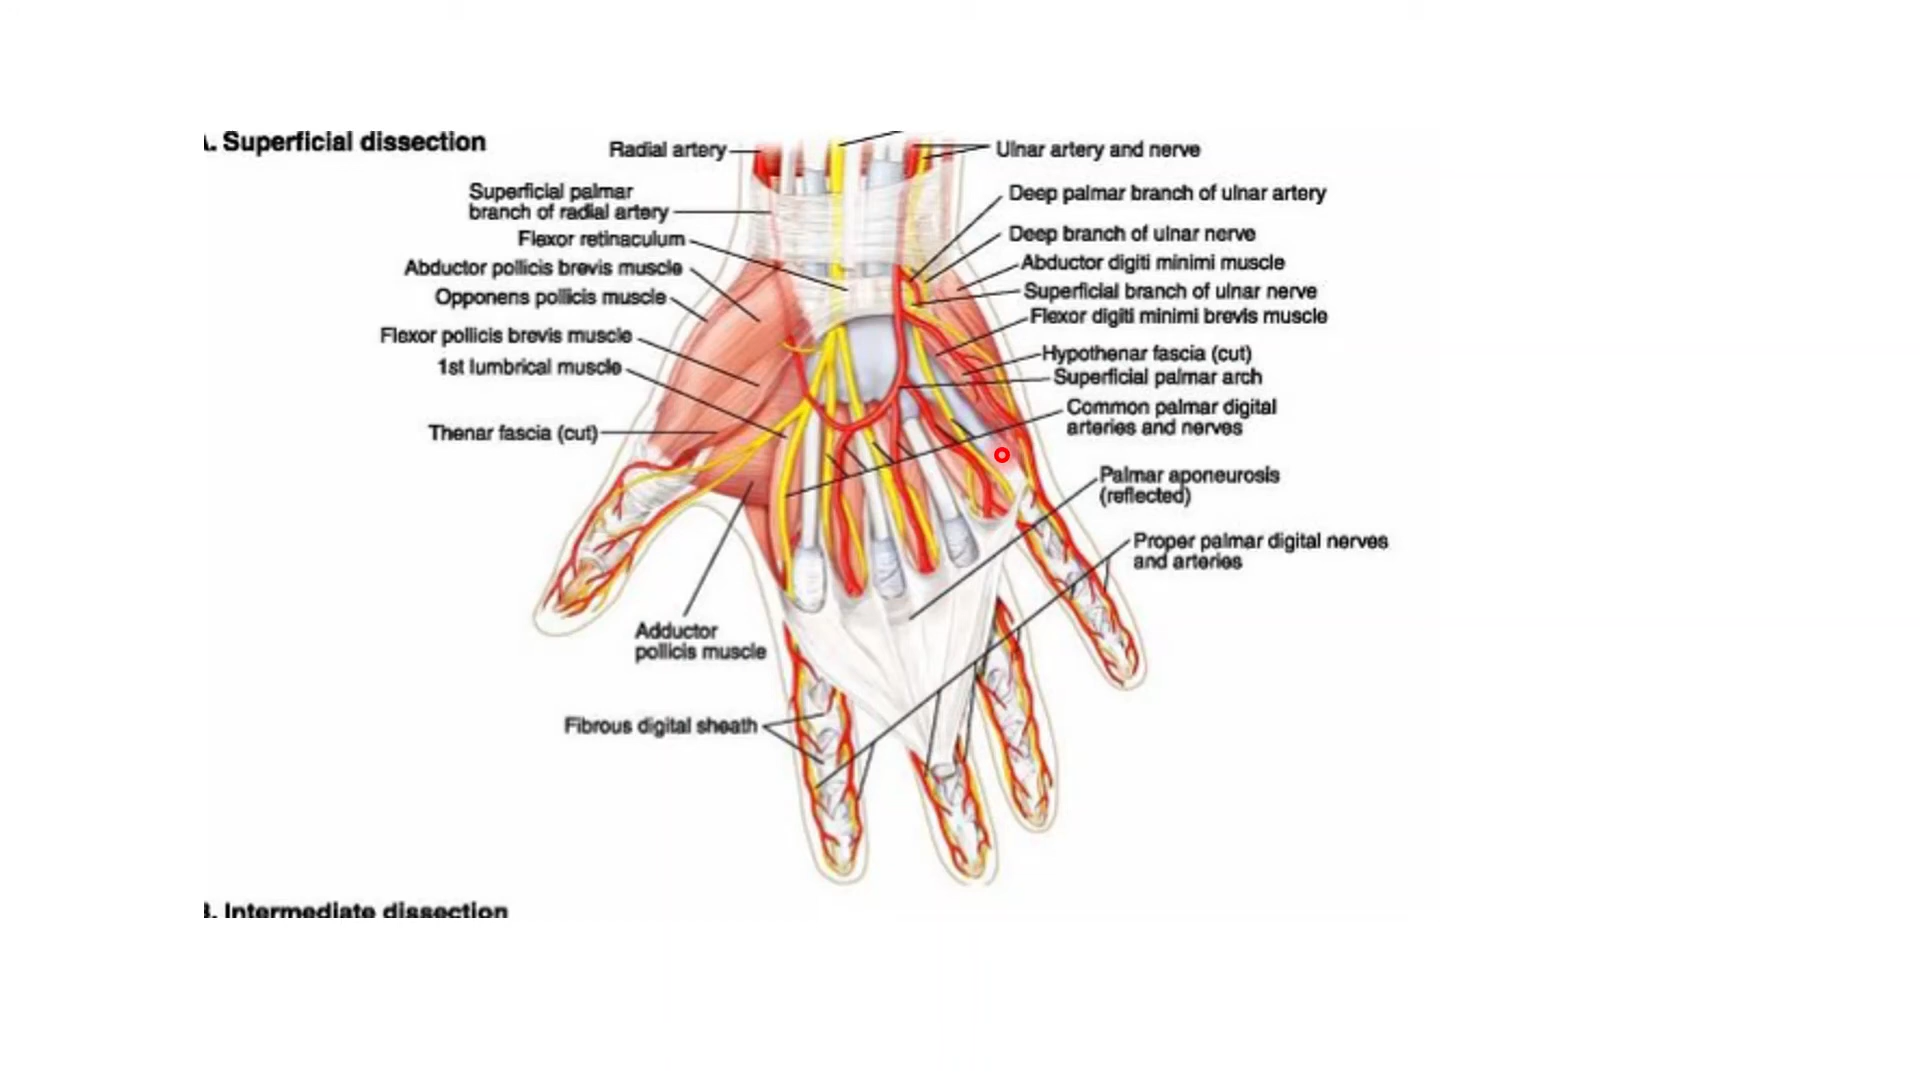 . Superficial dissection
Radial artery
Superficial palmar
branch of radial artery
Flexor retinaculum
Abductor pollicis brevis muscle
Opponens pollicis muscle
Flexor pollicis brevis muscle
1st lumbrical muscle
Thenar fascia (cut)
Adductor
pollicis muscle
Fibrous digital sheath
Ulnar artery and nerve
Deep palmar branch of ulnar artery
Deep branch of ulnar nerve
Abductor digiti minimi muscle
Superficial branch of ulnar nerve
Flexor digiti minimi brevis muscle
Hypothenar fascia (cut)
Superficial palmar arch
Common palmar digital
arteries and nerves
Palmar aponeurosis
(reflected)
Proper palmar digital nerves
and arteries
. Intermediate dissection